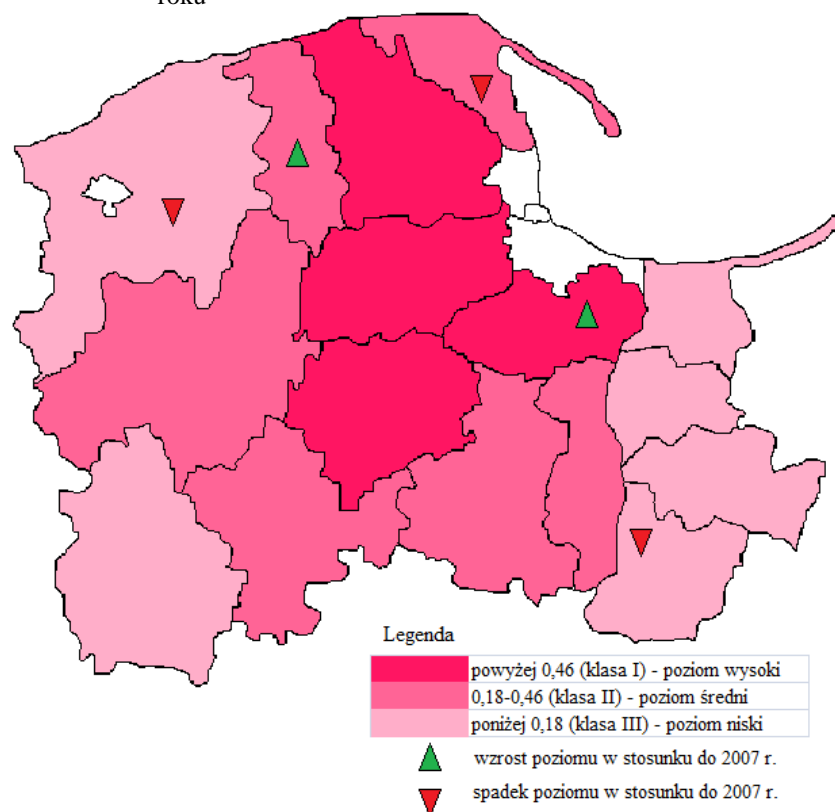 roku
Legenda
powyżej 0,46 (klasa I) - poziom wysoki
0,18-0,46 (klasa II) - poziom średni
poniżej 0,18 (klasa III) - poziom niski
wzrost poziomu w stosunku do 2007 r.
spadek poziomu w stosunku do 2007 r.